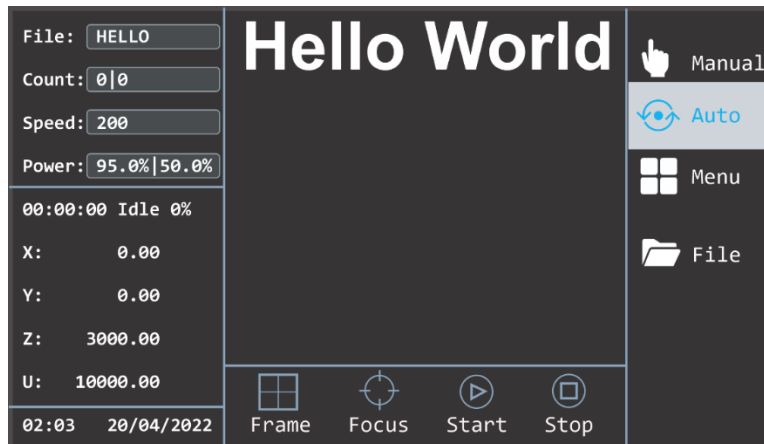 File: HELLO
Count: 0|0
Speed: 200
Power: 95.0%|50.0%
00:00:00 Idle 0%
X: 0.00
Y: 0.00
Z: 3000.00
U: 10000.00
02:03 20/04/2022
Hello World
Frame Focus Start Stop
Manual
Auto
Menu
File